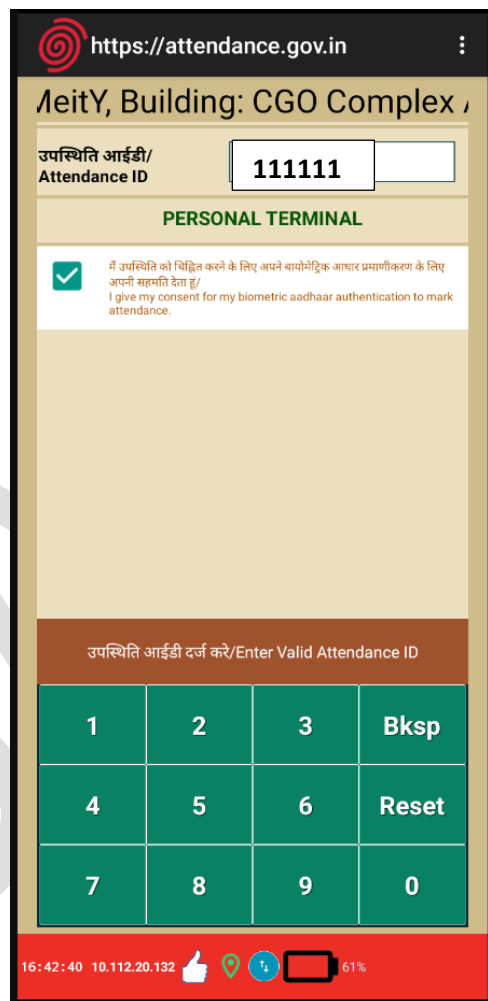 https://attendance.gov.in
MeitY, Building: CGO Complex
उपस्थिति आईडी/
Attendance ID
111111
PERSONAL TERMINAL
मैं उपस्थिति को चिह्नित करने के लिए अपने बायोमेट्रिक आधार प्रमाणीकरण के लिए
अपनी सहमति देता हूं/
I give my consent for my biometric aadhaar authentication to mark
attendance.
उपस्थिति आईडी दर्ज करे/Enter Valid Attendance ID
1 2 3 Bksp
4 5 6 Reset
7 8 9 0
16:42:40 10.112.20.132 61%